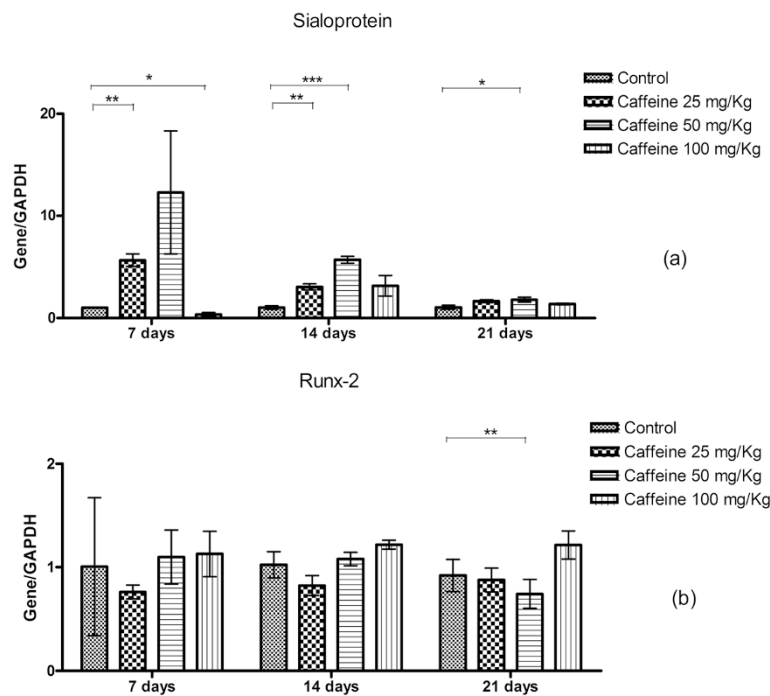 Sialoprotein
* *** *
** **
Control
Caffeine 25 mg/Kg
Caffeine 50 mg/Kg
Caffeine 100 mg/Kg
Gene/GAPDH
20
10
0
7 days 14 days 21 days
(a)
Runx-2
**
Control
Caffeine 25 mg/Kg
Caffeine 50 mg/Kg
Caffeine 100 mg/Kg
Gene/GAPDH
2
1
0
7 days 14 days 21 days
(b)